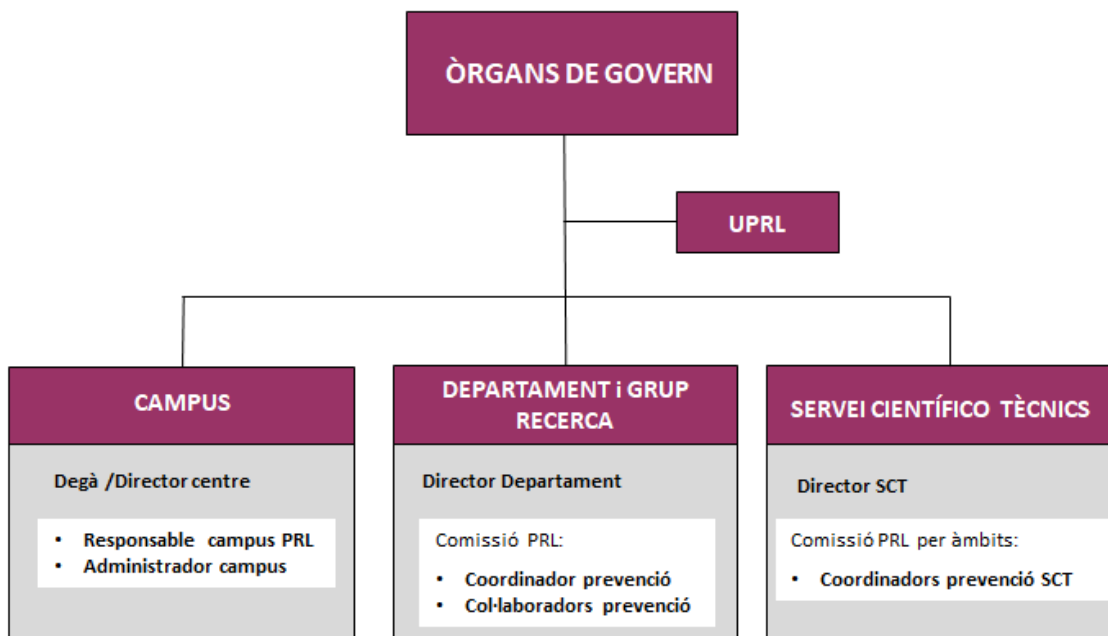 ÒRGANS DE GOVERN
UPRL
CAMPUS
Degà /Director centre
• Responsable campus PRL
• Administrador campus
DEPARTAMENT i GRUP
RECERCA
Director Departament
Comissió PRL:
• Coordinador prevenció
• Col·laboradors prevenció
SERVEI CIENTÍFICO TÈCNICS
Director SCT
Comissió PRL per àmbits:
• Coordinadors prevenció SCT